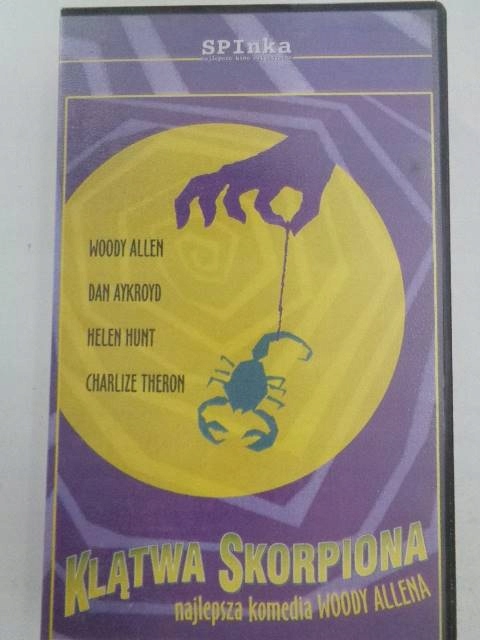 SPInka
WOODY ALLEN
DAN AYKROYD
HELEN HUNT
CHARLIZE THERON
KLĄTWA SKORPIONA
najlepsza komedia WOODY ALLENA